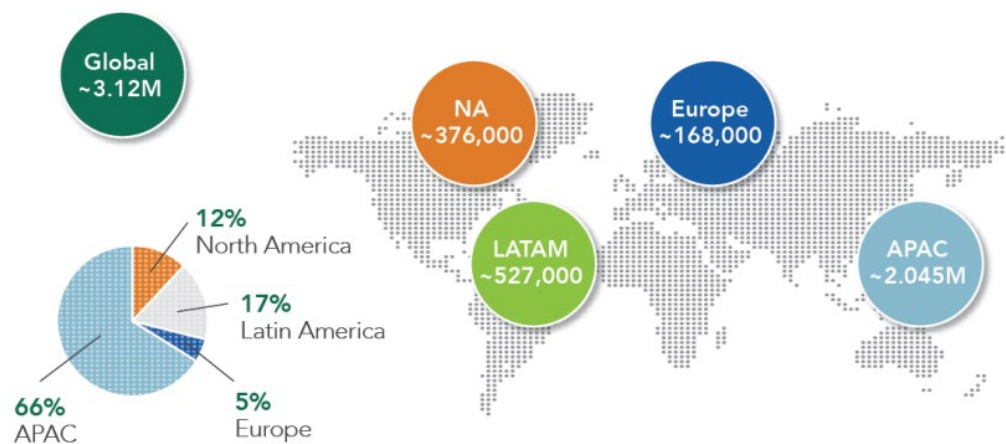 Global
~3.12M
NA
~376,000
Europe
~168,000
LATAM
~527,000
APAC
~2.045M
12%
North America
17%
Latin America
5%
Europe
66%
APAC